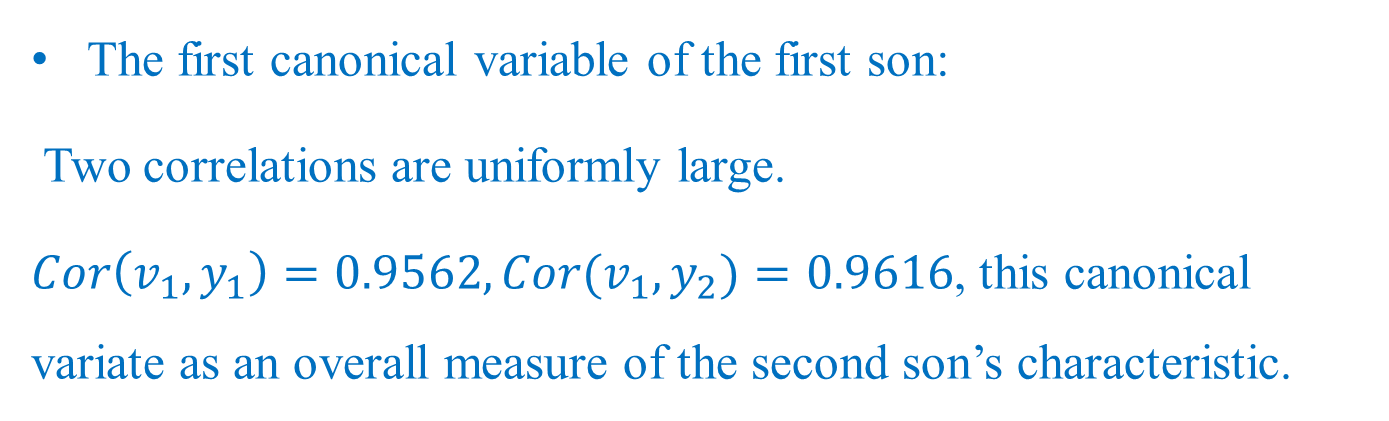 • The first canonical variable of the first son:
Two correlations are uniformly large.
𝐶𝑜𝑟(𝑣₁, 𝑦₁) = 0.9562, 𝐶𝑜𝑟(𝑣₁, 𝑦₂) = 0.9616, this canonical
variate as an overall measure of the second son’s characteristic.